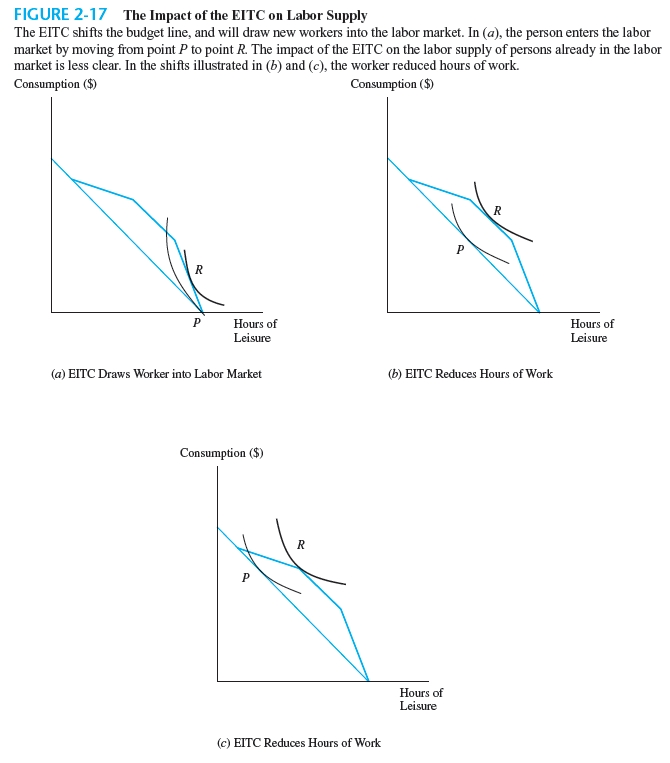 FIGURE 2-17 The Impact of the EITC on Labor Supply
The EITC shifts the budget line, and will draw new workers into the labor market. In (a), the person enters the labor
market by moving from point P to point R. The impact of the EITC on the labor supply of persons already in the labor
market is less clear. In the shifts illustrated in (b) and (c), the worker reduced hours of work.
Consumption ($)
R
P
Hours of
Leisure
(a) EITC Draws Worker into Labor Market
Consumption ($)
R
P
Hours of
Leisure
(b) EITC Reduces Hours of Work
Consumption ($)
R
P
Hours of
Leisure
(c) EITC Reduces Hours of Work